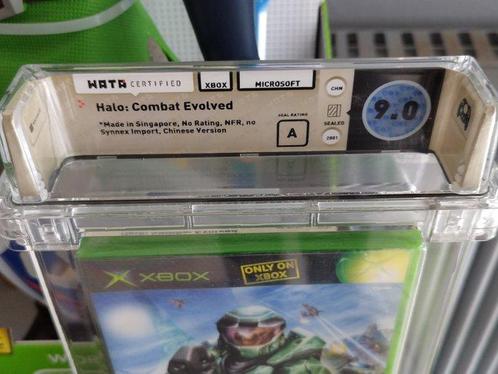 WATA CERTIFIED
XBOX
MICROSOFT
CHN
Halo: Combat Evolved
*Made in Singapore, No Rating, NFR, no
Synnex Import, Chinese Version
SEAL RATING
A
SEALED
2001
9.0
XBOX
ONLY ON
XBOX